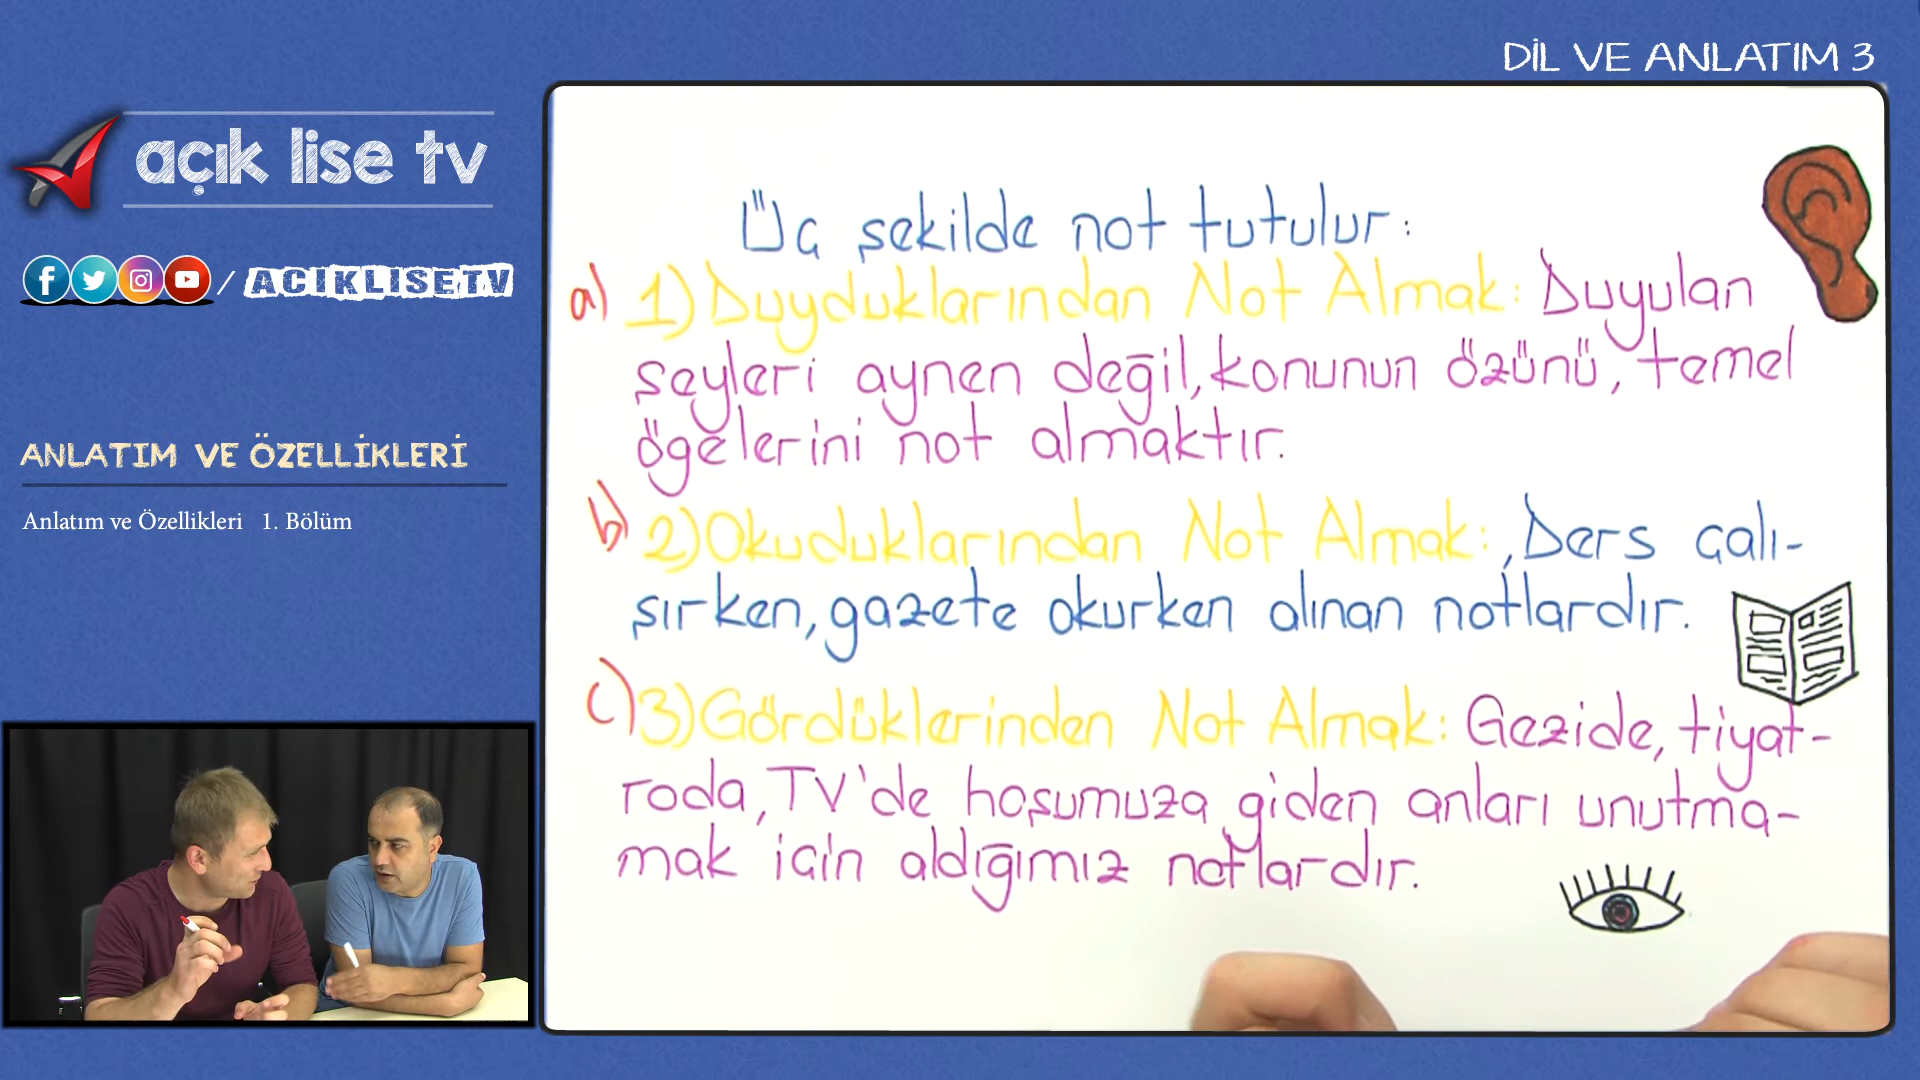 DİL VE ANLATIM 3
açık lise tv
/ ACIKLISETV
ANLATIM VE ÖZELLİKLERİ
Anlatım ve Özellikleri 1. Bölüm
Üç şekilde not tutulur:
a) 1) Duyduklarından Not Almak: Duyulan
şeyleri aynen değil, konunun özünü, temel
ögelerini not almaktır.
b) 2) Okuduklarından Not Almak: , Ders çalı-
şırken, gazete okurken alınan notlardır.
c) 3) Gördüklerinden Not Almak: Gezide, tiyat-
roda, TV'de hoşumuza giden anları unutma-
mak için aldığımız notlardır.